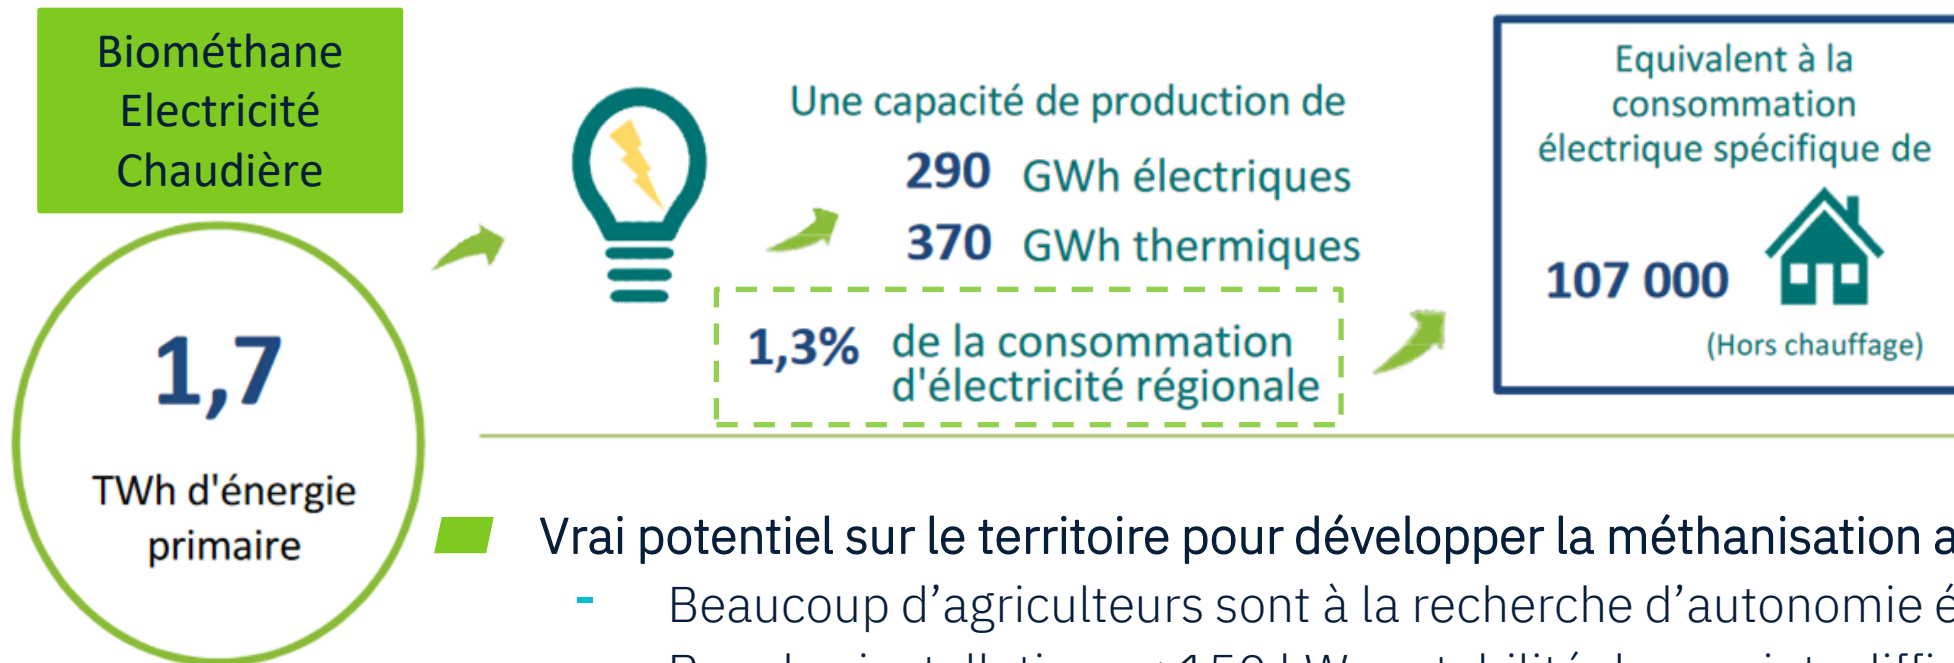 Biométhane
Electricité
Chaudière
1,7
TWh d'énergie
primaire
Une capacité de production de
290 GWh électriques
370 GWh thermiques
1,3% de la consommation
d'électricité régionale
Equivalent à la
consommation
électrique spécifique de
107 000
(Hors chauffage)
Vrai potentiel sur le territoire pour développer la méthanisation
- Beaucoup d’agriculteurs sont à la recherche d’autonomie